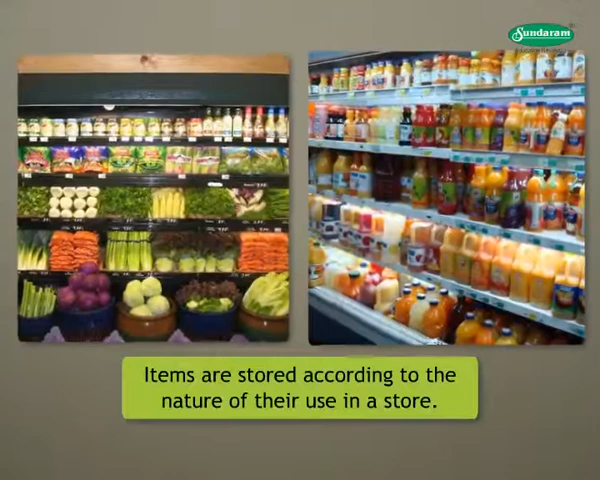 Sundaram
Items are stored according to the
nature of their use in a store.